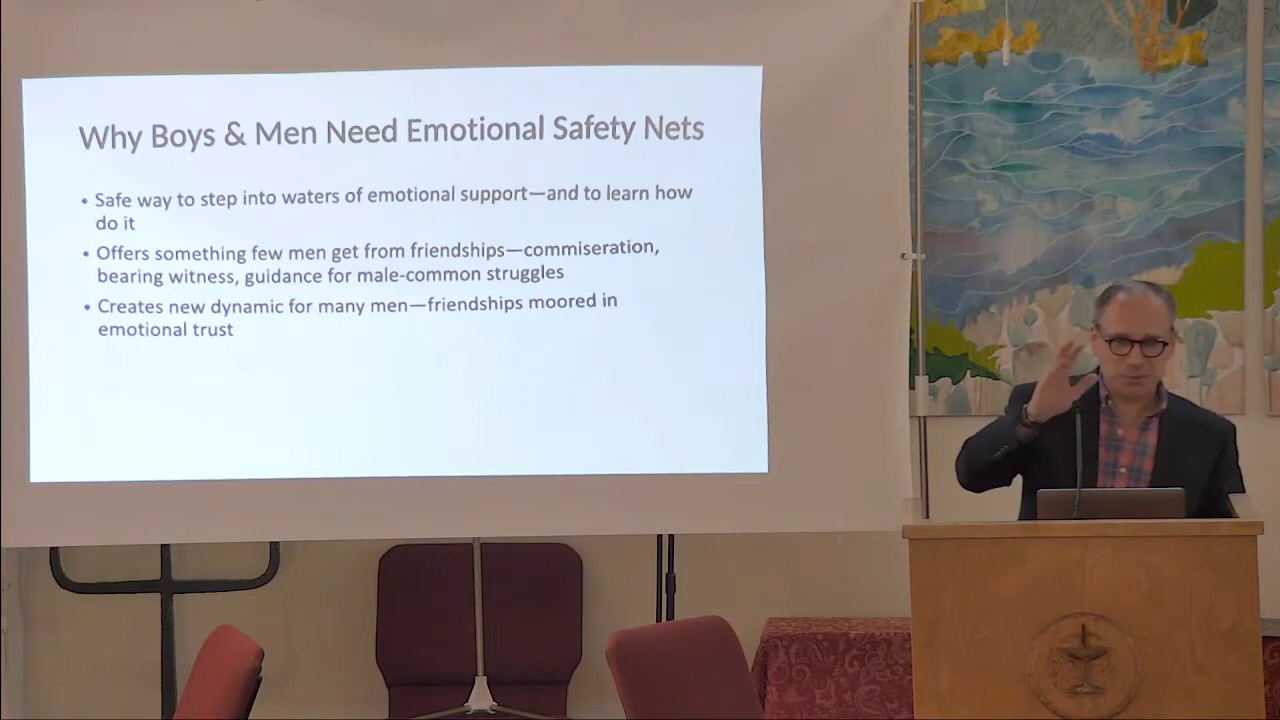 Why Boys & Men Need Emotional Safety Nets
• Safe way to step into waters of emotional support—and to learn how
do it
• Offers something few men get from friendships—commiseration,
bearing witness, guidance for male-common struggles
• Creates new dynamic for many men—friendships moored in
emotional trust